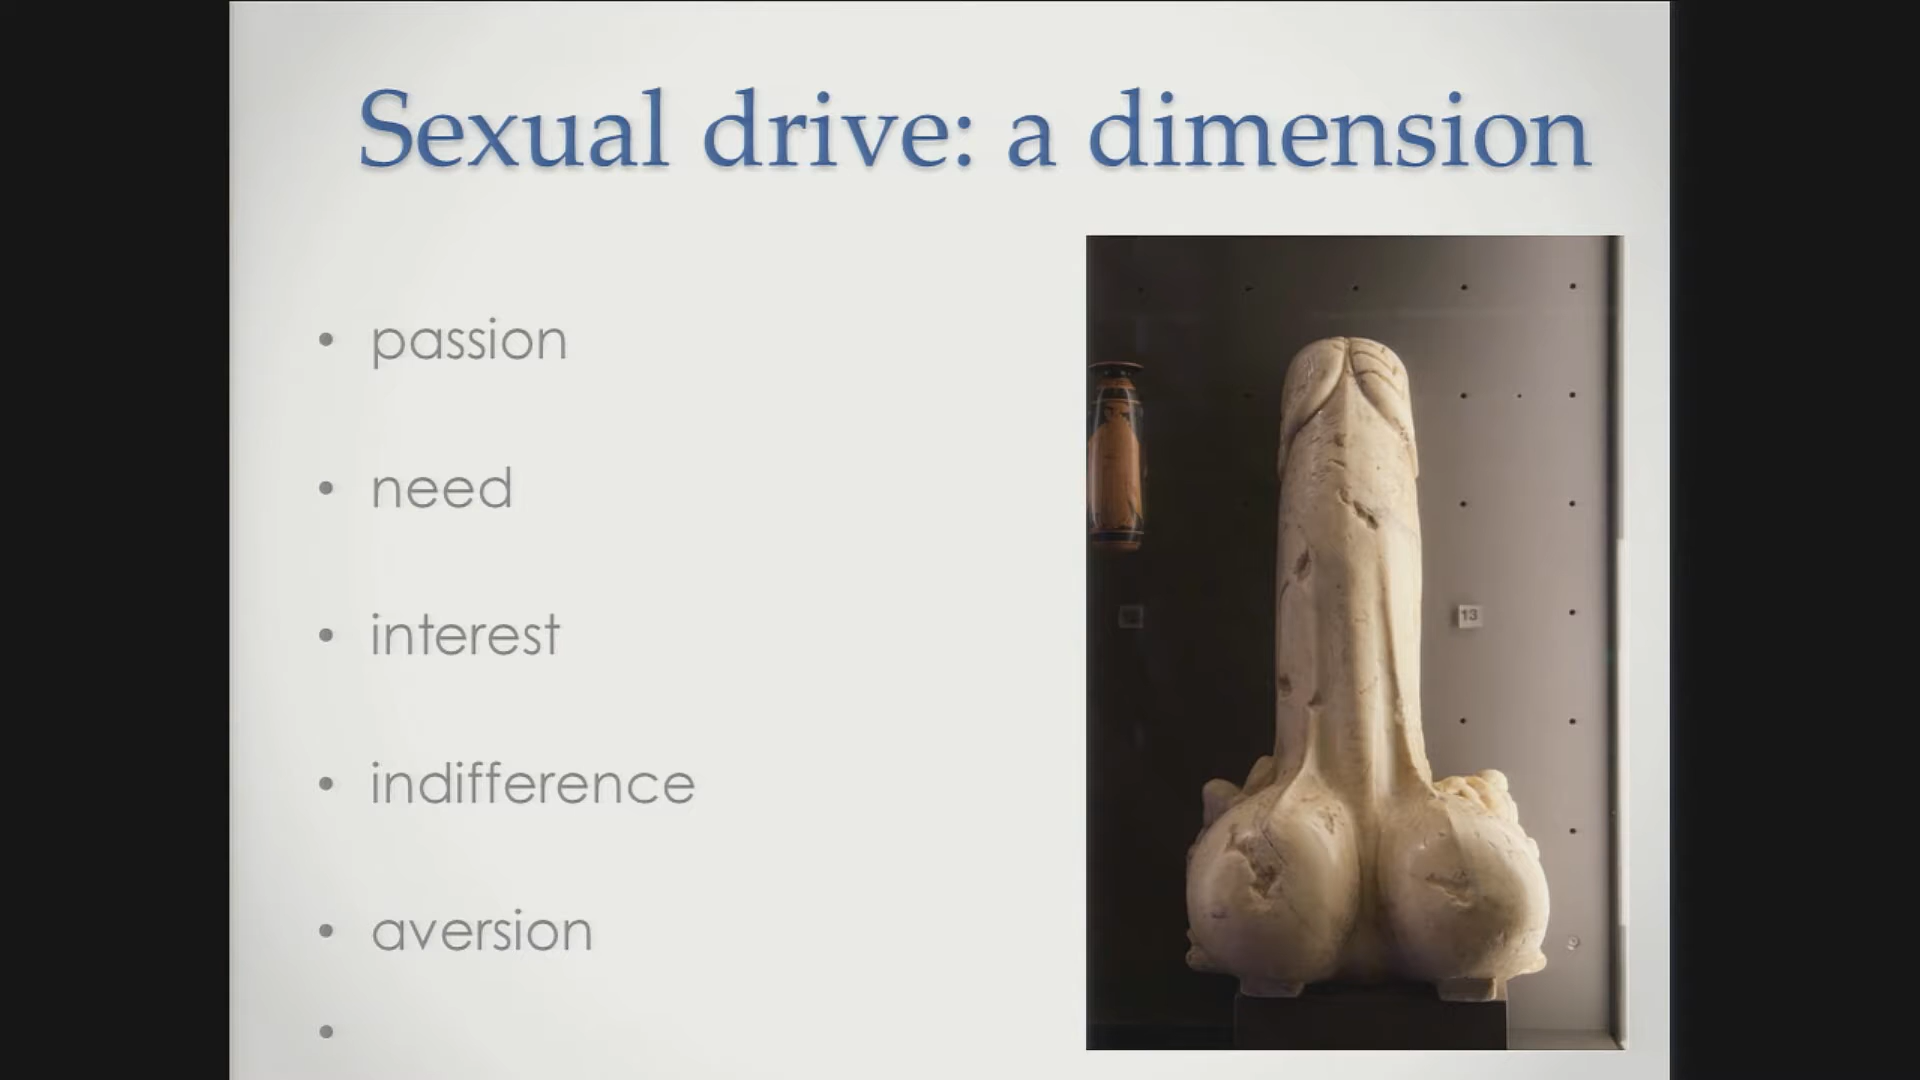 Sexual drive: a dimension
• passion
• need
• interest
• indifference
• aversion
•
13